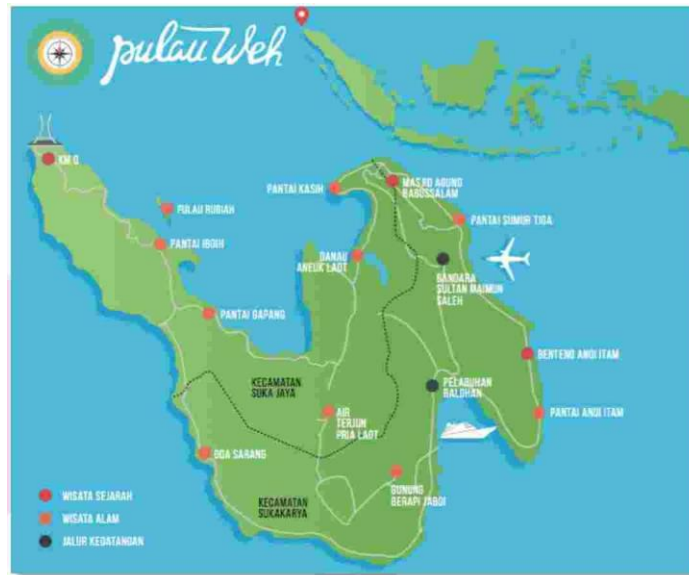 pulau Weh
KM 0
PANTAI KASIH
MASJID AGUNG
BABUSSALAM
PULAU RUBIAH
PANTAI SUMUR TIGA
PANTAI IBOIH
DANAU
ANEUK LAOT
BANDARA
SULTAN MAIMUN
SALEH
PANTAI GAPANG
BENTENG ANOI ITAM
KECAMATAN
SUKA JAYA
PELABUHAN
BALOHAN
AIR
TERJUN
PRIA LAOT
PANTAI ANOI ITAM
GOA SARANG
GUNUNG
BERAPI JABOI
KECAMATAN
SUKAKARYA
WISATA SEJARAH
WISATA ALAM
JALUR KEDATANGAN